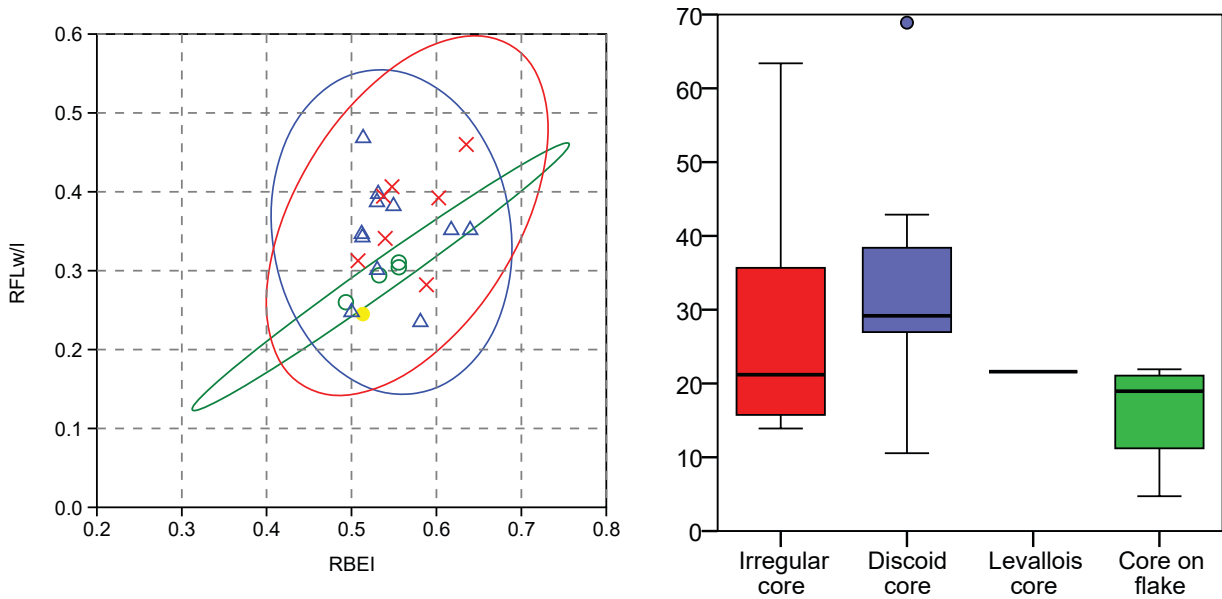 0.6
0.5
0.4
0.3
0.2
0.1
0.0
RFLw/l
0.2 0.3 0.4 0.5 0.6 0.7 0.8
RBEI
70
60
50
40
30
20
10
0
Irregular core
Discoid core
Levallois core
Core on flake